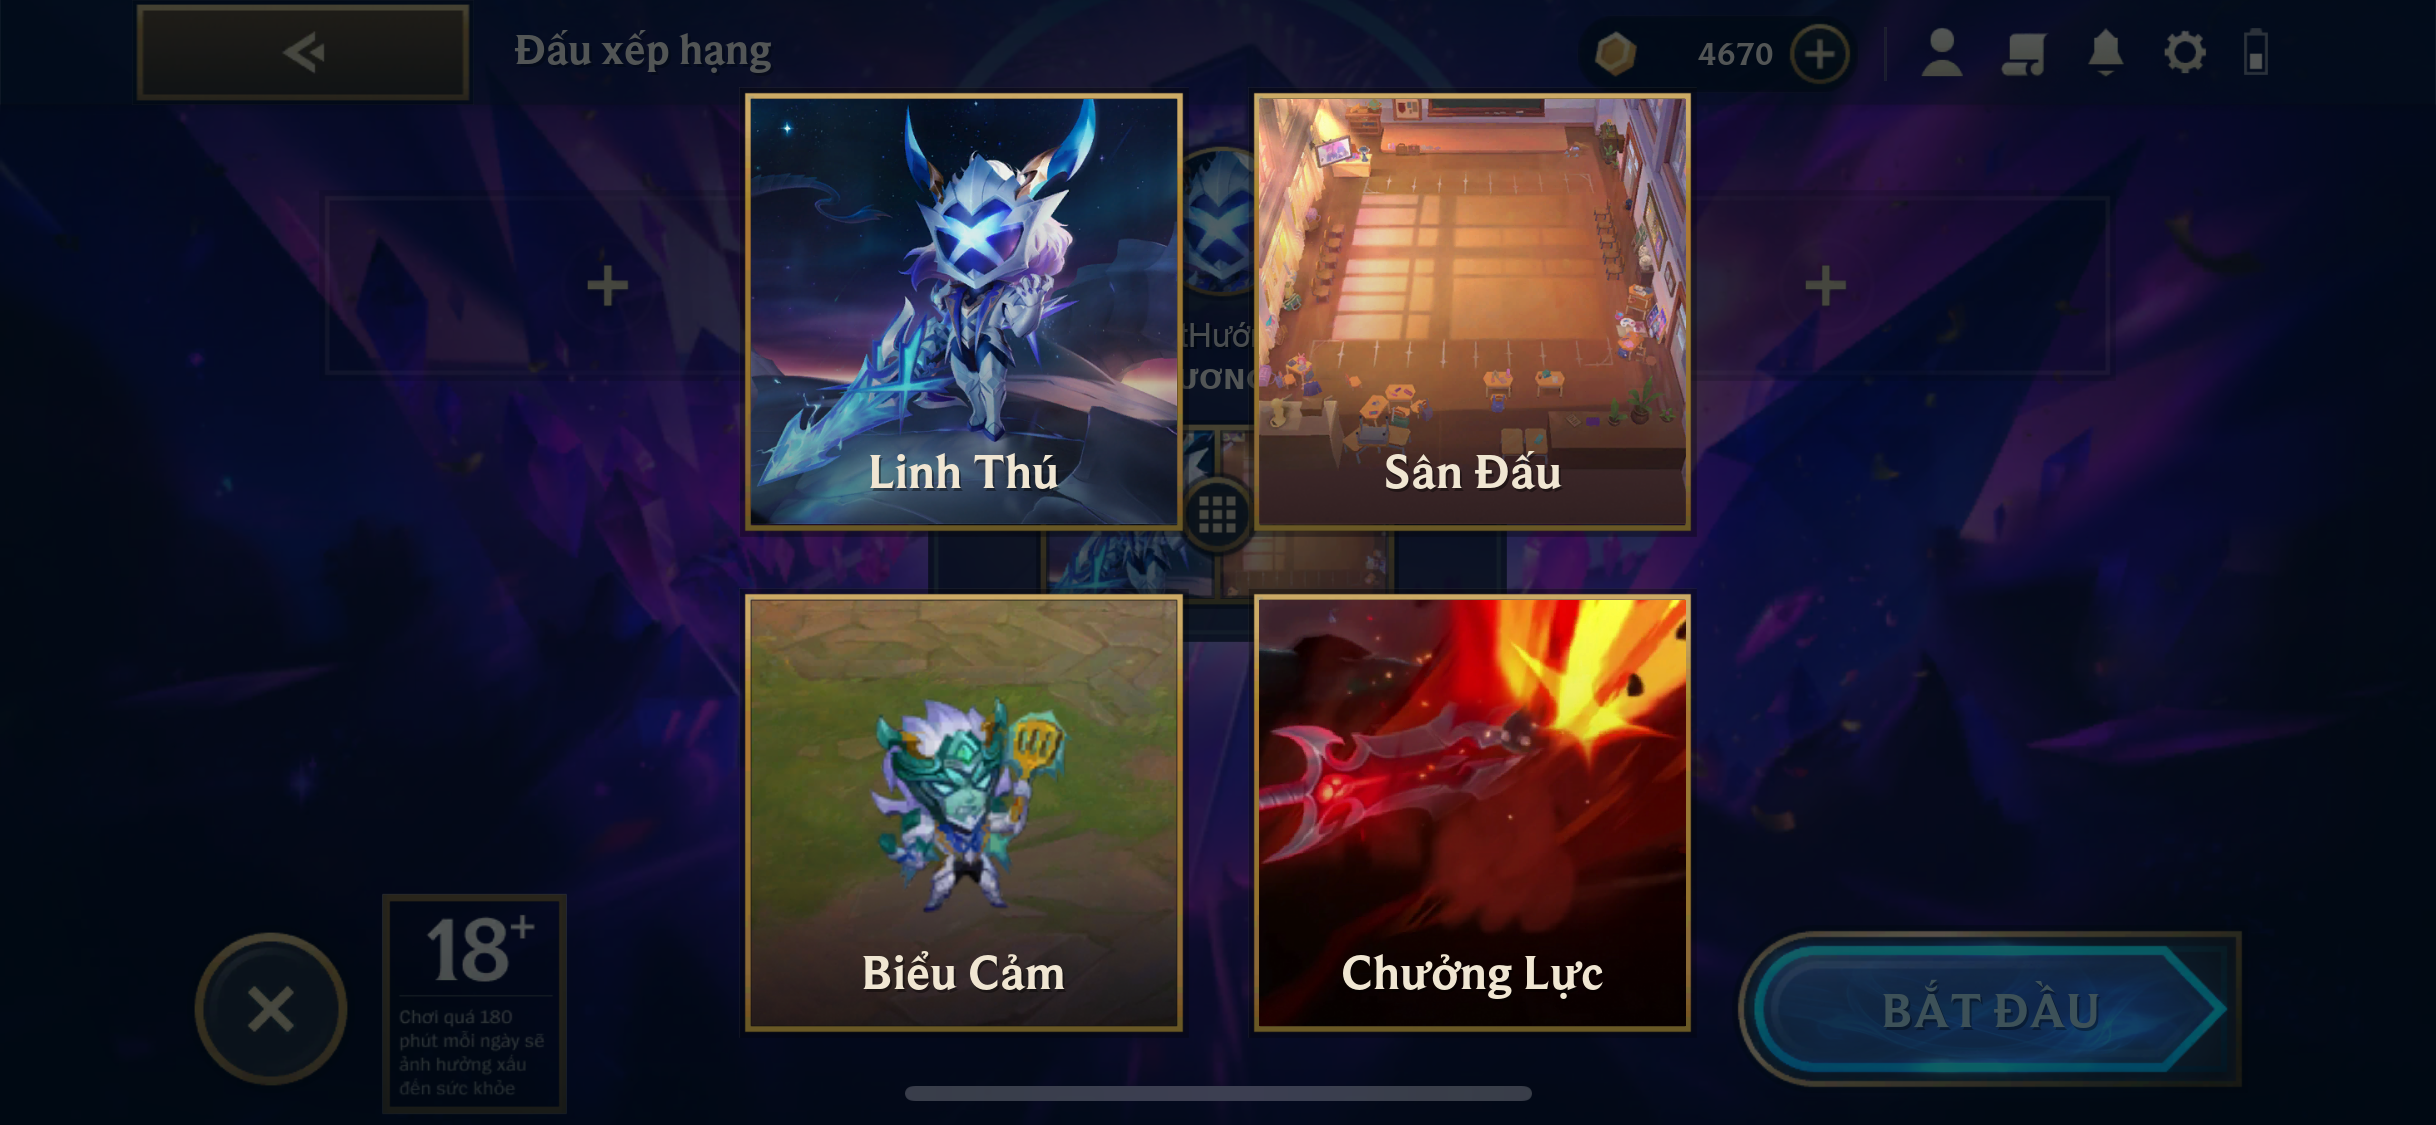 Đấu xếp hạng
4670
Linh Thú
Sân Đấu
Biểu Cảm
Chưởng Lực
18+
Chơi quá 180
phút mỗi ngày sẽ
ảnh hưởng xấu
đến sức khỏe
BẮT ĐẦU